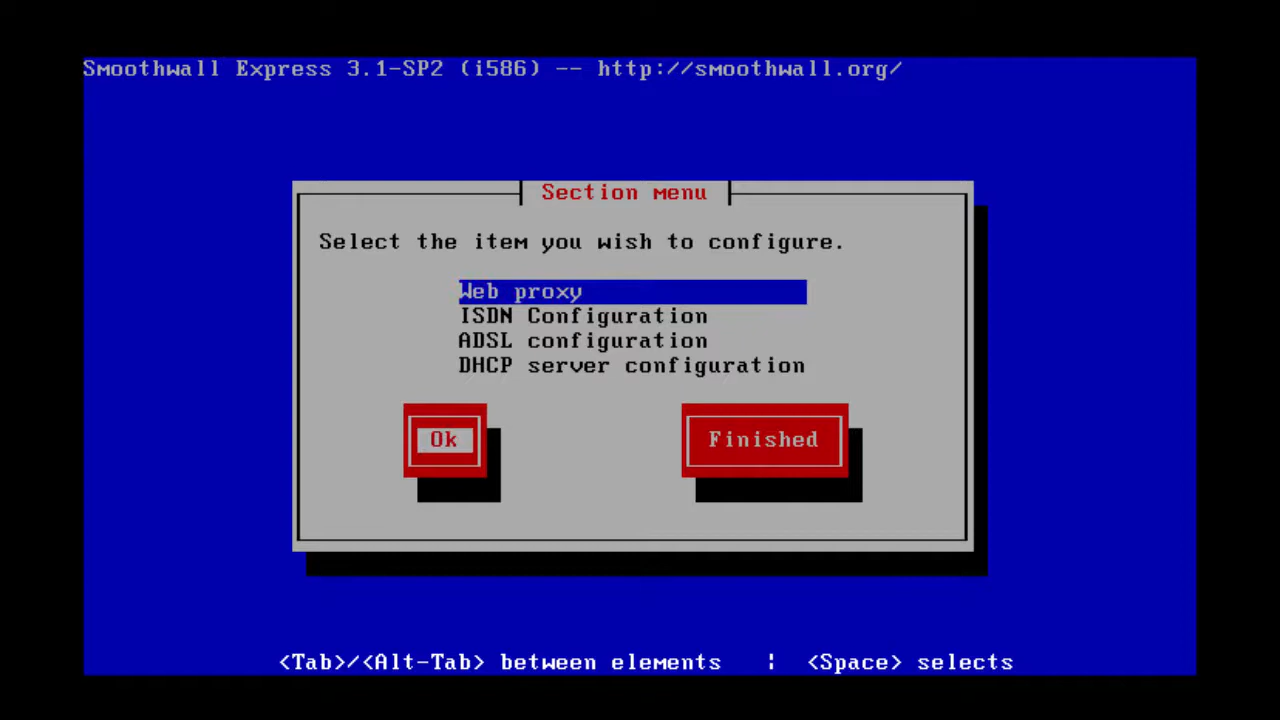 Smoothwall Express 3.1-SP2 (i586) -- http://smoothwall.org/
Section menu
Select the item you wish to configure.
Web proxy
ISDN Configuration
ADSL configuration
DHCP server configuration
Ok Finished
<Tab>/<Alt-Tab> between elements ¦ <Space> selects